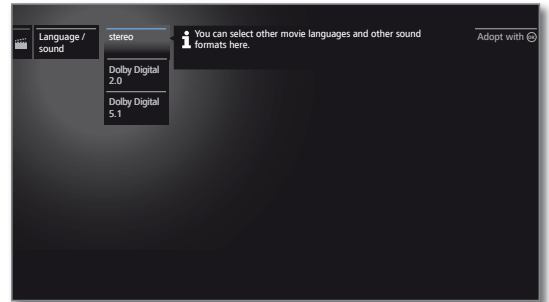 Language /
sound
stereo
Dolby Digital
2.0
Dolby Digital
5.1
i
You can select other movie languages and other sound
formats here.
Adopt with OK